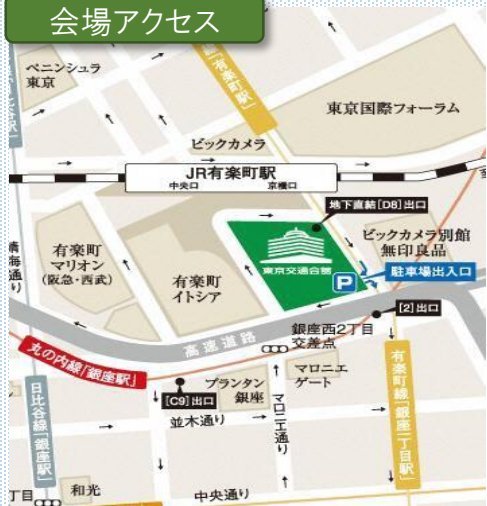 会場アクセス
ペニンシュラ
東京
有楽町線「有楽町駅」
東京国際フォーラム
ビックカメラ
JR有楽町駅
中央口
京橋口
地下直結[D8]出口
有楽町
マリオン
(阪急・西武)
有楽町
イトシア
東京交通会館
ビックカメラ別館
無印良品
P
駐車場出入口
晴海通り
[2]出口
高速道路
銀座西2丁目
交差点
丸の内線「銀座駅」
プランタン
銀座
マロニエ
ゲート
[C9]出口
並木通り
マロニエ通り
有楽町線「銀座一丁目駅」
日比谷線「銀座駅」
和光
中央通り
丁目